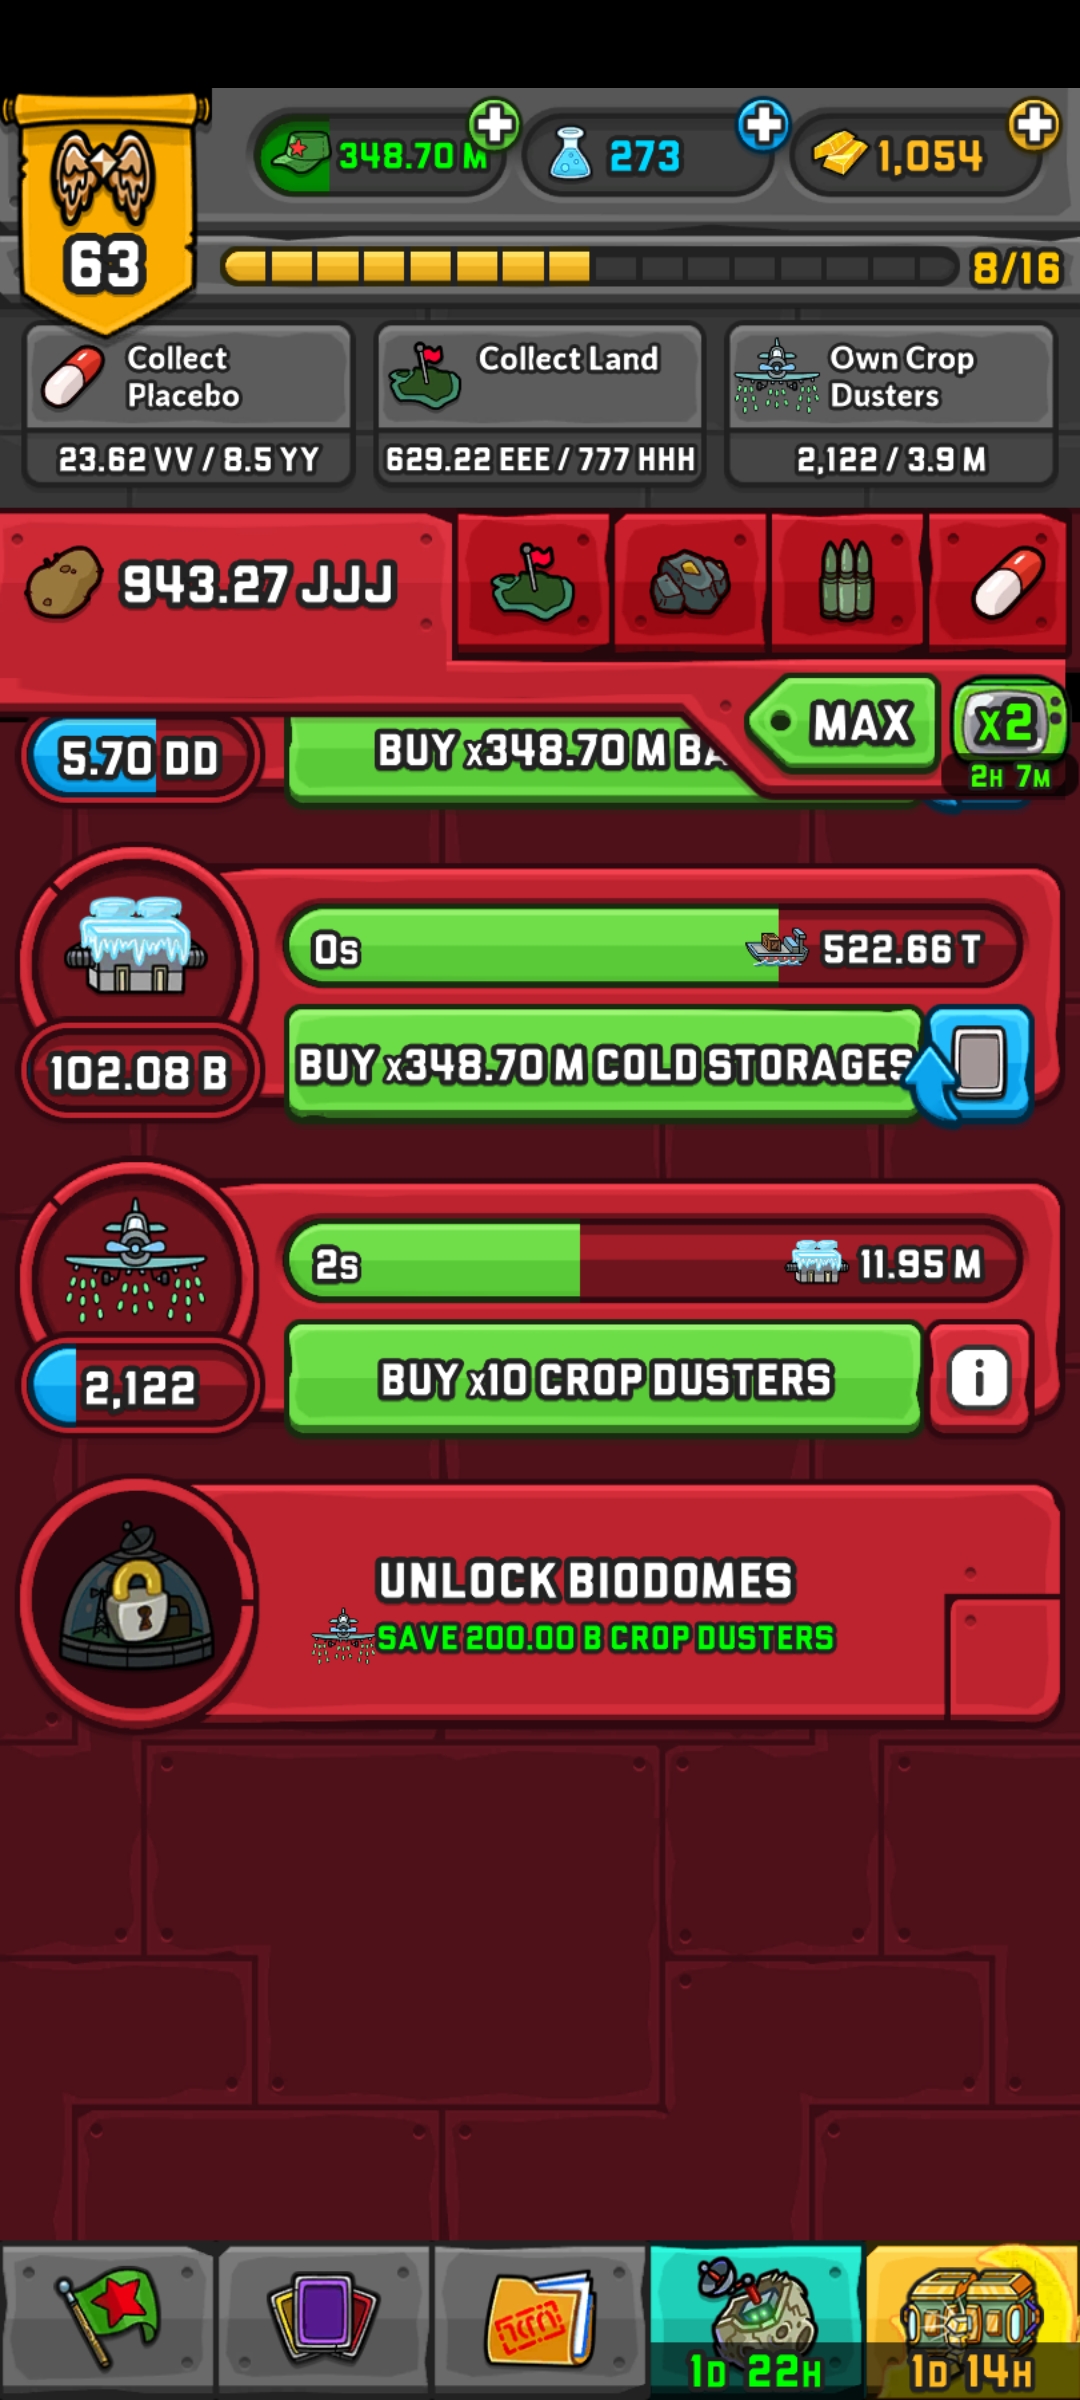 348.70 M
273
1,054
63
8/16
Collect
Placebo
Collect Land
Own Crop
Dusters
23.62 VV / 8.5 YY
629.22 EEE / 777 HHH
2,122 / 3.9 M
943.27 JJJ
MAX
x2
2H 7M
5.70 DD
BUY x348.70 M BA
0s
522.66 T
102.08 B
BUY x348.70 M COLD STORAGES
2s
11.95 M
2,122
BUY x10 CROP DUSTERS
i
UNLOCK BIODOMES
SAVE 200.00 B CROP DUSTERS
1D 22H
1D 14H